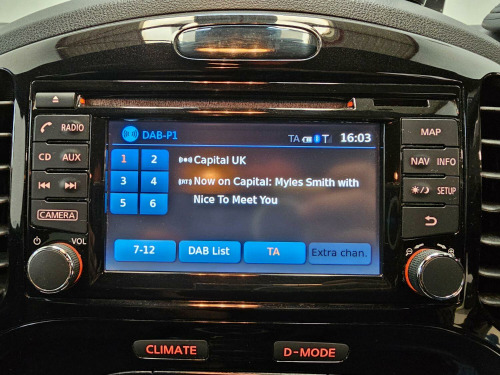 DAB-P1 TA T 16:03
RADIO MAP
CD AUX NAV INFO
1 2 Capital UK
3 4 Now on Capital: Myles Smith with
Nice To Meet You
5 6
SETUP
CAMERA
VOL
7-12 DAB List TA Extra chan.
CLIMATE D-MODE